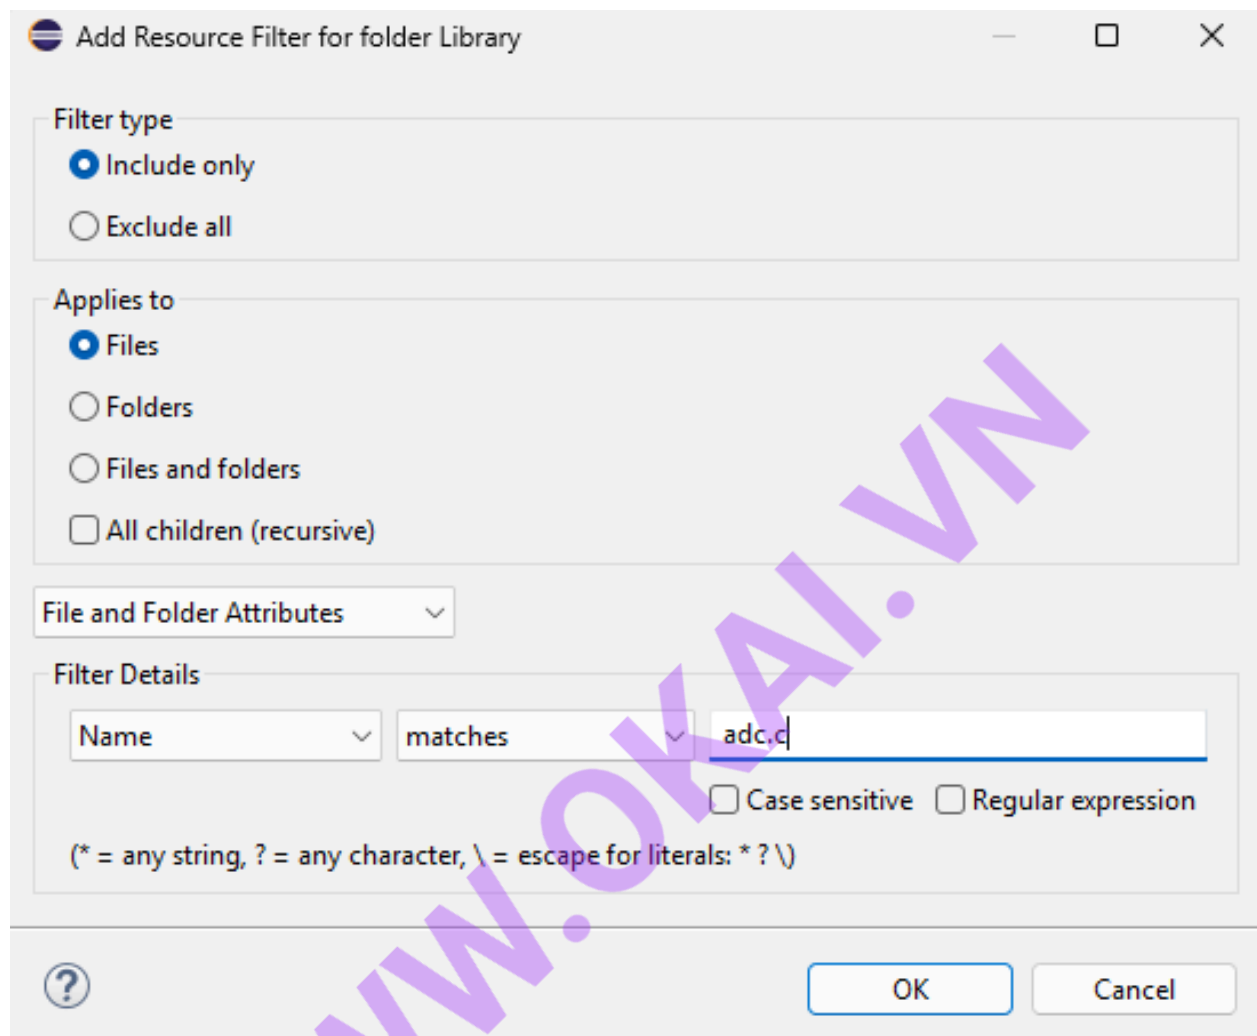 Add Resource Filter for folder Library
Filter type
Include only
Exclude all
Applies to
Files
Folders
Files and folders
All children (recursive)
File and Folder Attributes
Filter Details
Name matches adc.c
Case sensitive Regular expression
(* = any string, ? = any character, \ = escape for literals: * ? \)
? OK Cancel
W.OKAI.VN